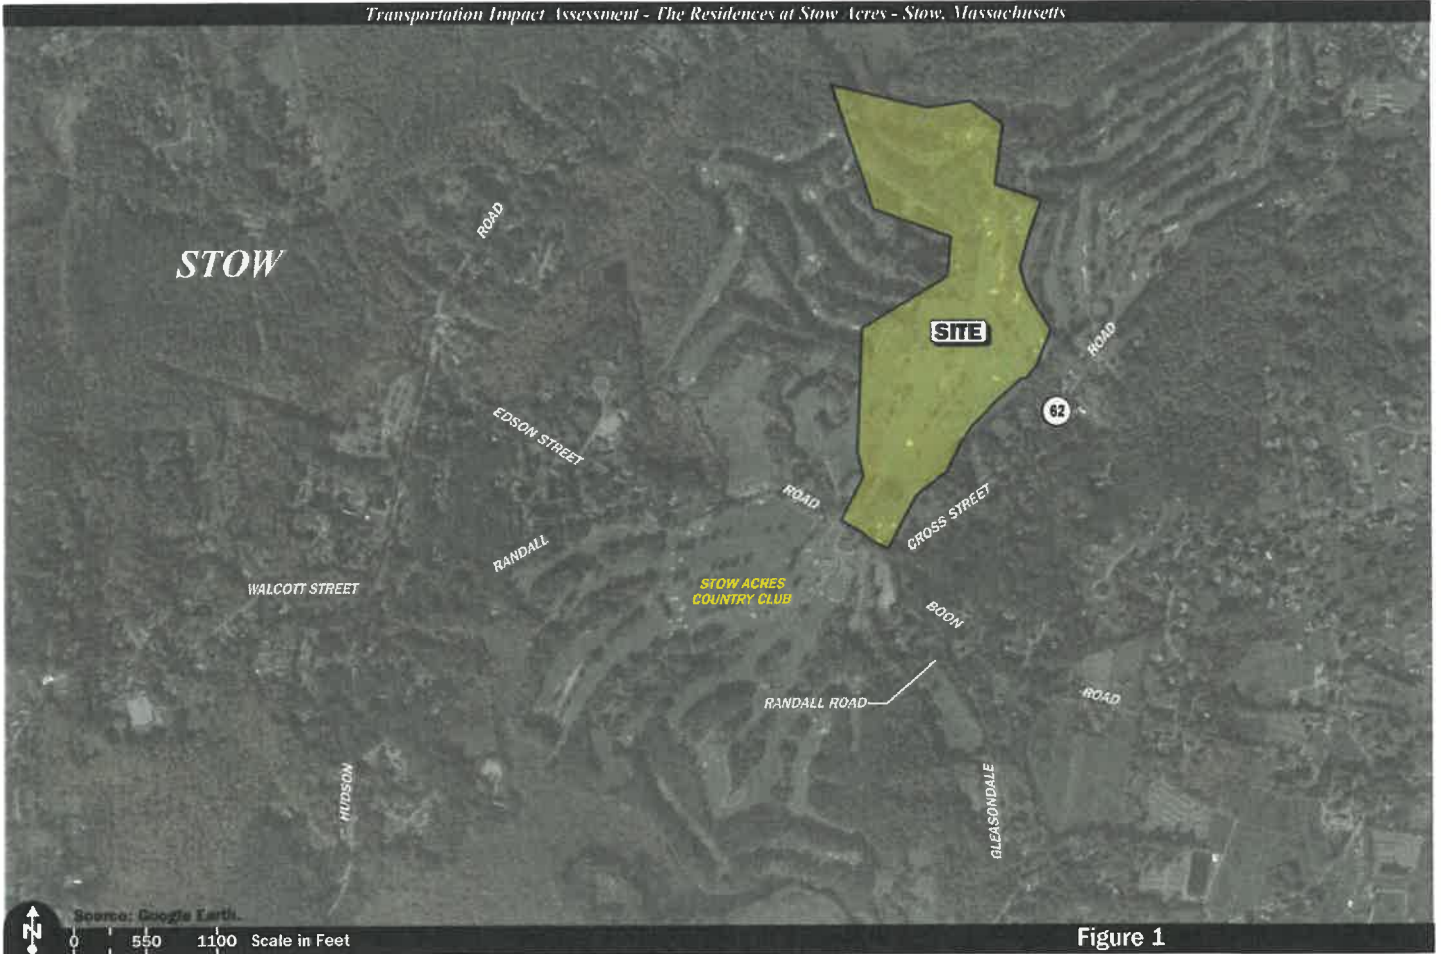 Transportation Impact Assessment - The Residences at Stow Acres - Stow, Massachusetts
ROAD
STOW
SITE
ROAD
62
EDSON STREET
ROAD
CROSS STREET
RANDALL
STOW ACRES
COUNTRY CLUB
WALCOTT STREET
BOON
RANDALL ROAD
ROAD
HUDSON
GLEASONDALE
Source: Google Earth.
N
0 550 1100 Scale in Feet
Figure 1